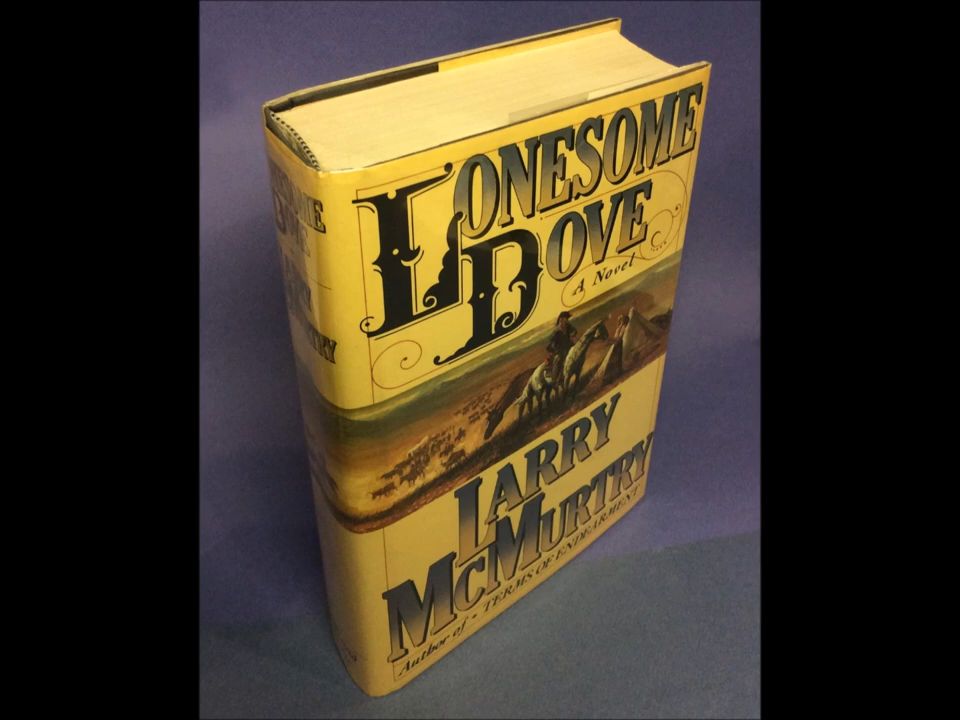 LONESOME
DOVE
A Novel
LARRY
MCMURTRY
Author of • TERMS OF ENDEARMENT